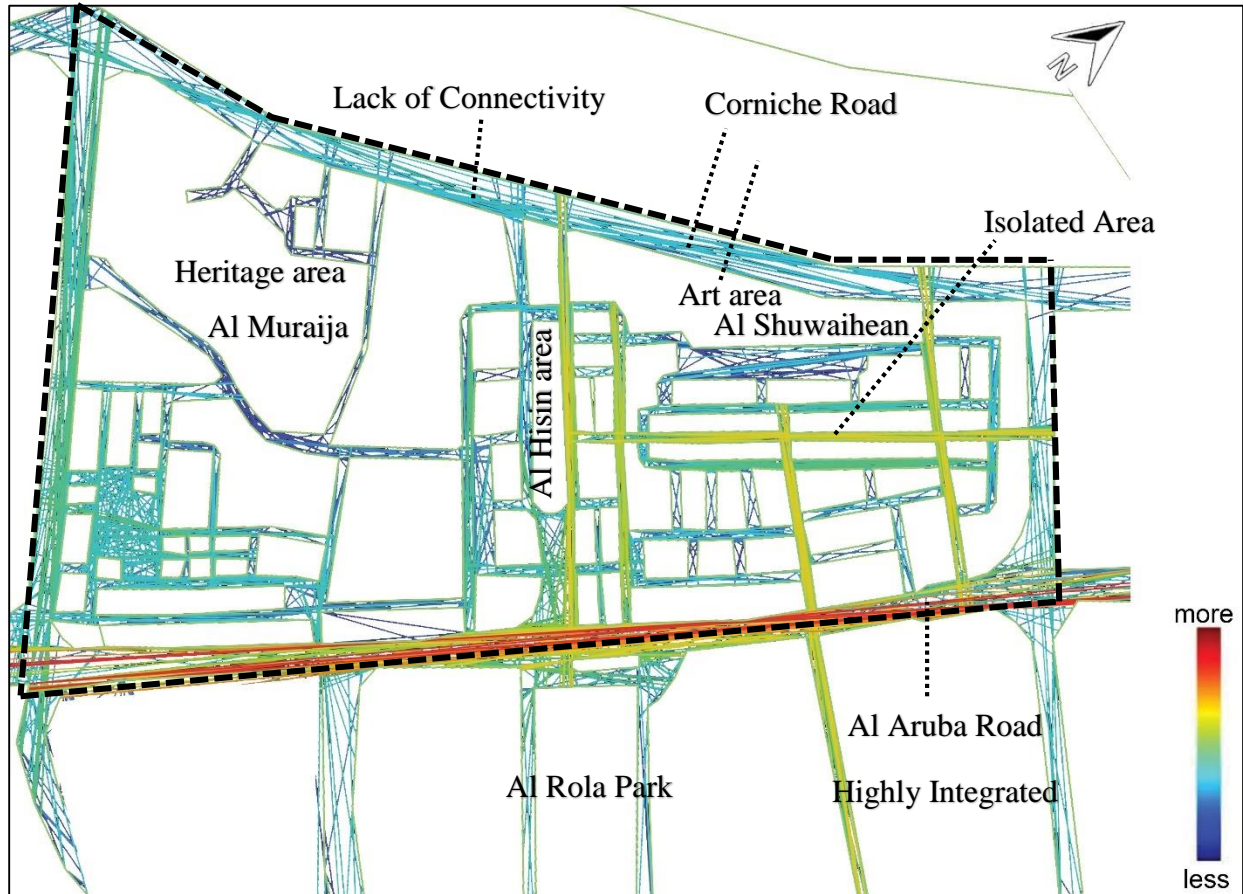 N
Lack of Connectivity
Corniche Road
Isolated Area
Heritage area
Art area
Al Muraija
Al Shuwaihean
Al Hisin area
more
Al Aruba Road
Al Rola Park
Highly Integrated
less